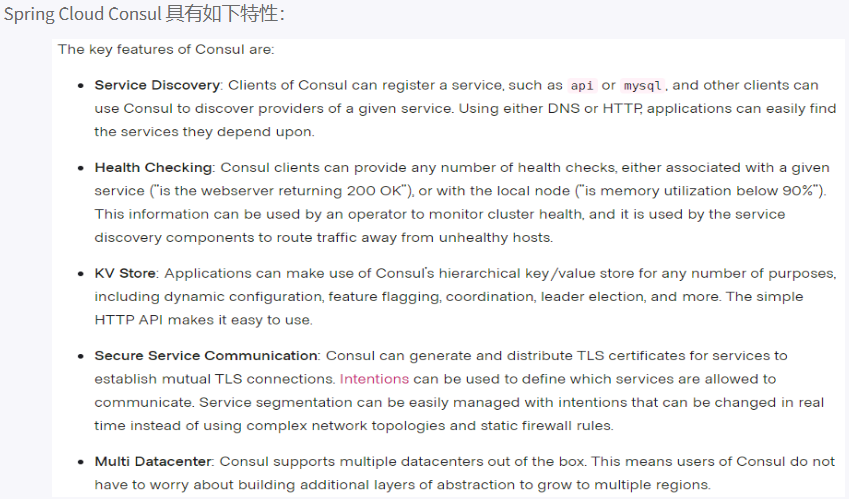 Spring Cloud Consul 具有如下特性：
The key features of Consul are:
• Service Discovery: Clients of Consul can register a service, such as api or mysql, and other clients can
use Consul to discover providers of a given service. Using either DNS or HTTP, applications can easily find
the services they depend upon.
• Health Checking: Consul clients can provide any number of health checks, either associated with a given
service ("is the webserver returning 200 OK"), or with the local node ("is memory utilization below 90%").
This information can be used by an operator to monitor cluster health, and it is used by the service
discovery components to route traffic away from unhealthy hosts.
• KV Store: Applications can make use of Consul's hierarchical key/value store for any number of purposes,
including dynamic configuration, feature flagging, coordination, leader election, and more. The simple
HTTP API makes it easy to use.
• Secure Service Communication: Consul can generate and distribute TLS certificates for services to
establish mutual TLS connections. Intentions can be used to define which services are allowed to
communicate. Service segmentation can be easily managed with intentions that can be changed in real
time instead of using complex network topologies and static firewall rules.
• Multi Datacenter: Consul supports multiple datacenters out of the box. This means users of Consul do not
have to worry about building additional layers of abstraction to grow to multiple regions.